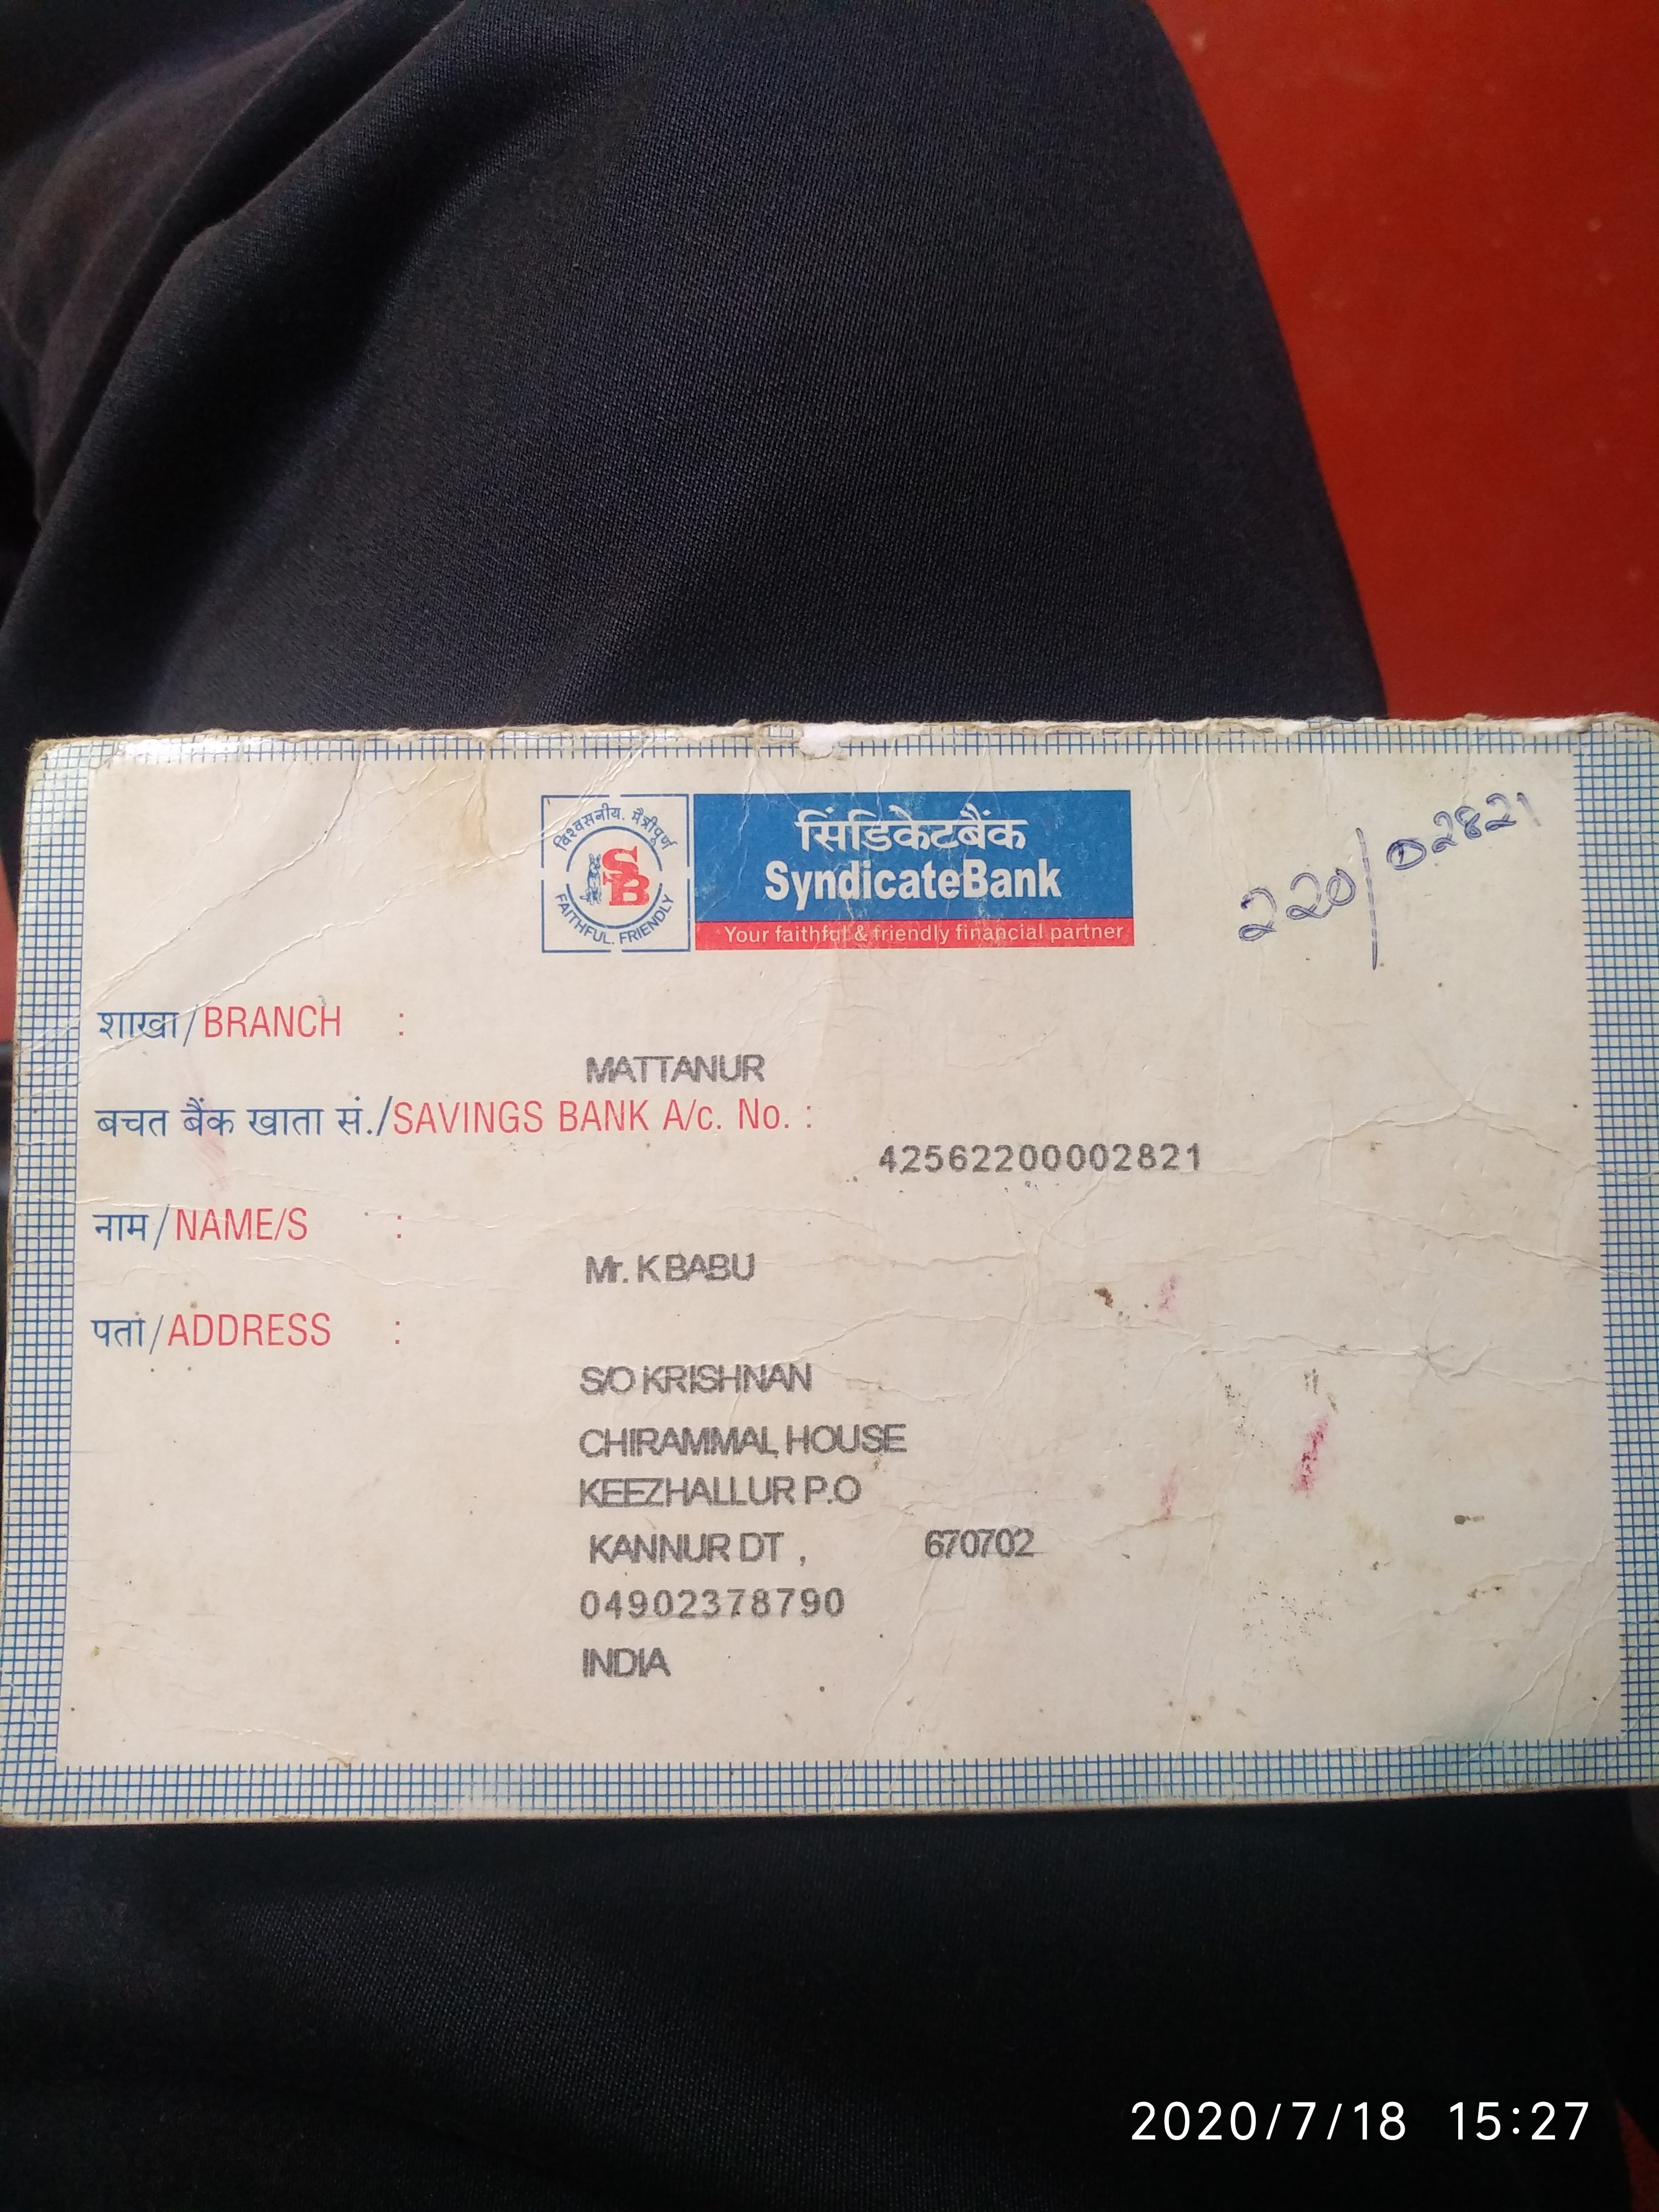 विश्वसनीय. मैत्रीपूर्ण
SB
FAITHFUL. FRIENDLY
सिंडिकेटबैंक
SyndicateBank
Your faithful & friendly financial partner
220/02821
शाखा/BRANCH :
MATTANUR
बचत बैंक खाता सं./SAVINGS BANK A/c. No. :
42562200002821
नाम/NAME/S :
Mr. K BABU
पता/ADDRESS :
S/O KRISHNAN
CHIRAMMAL HOUSE
KEEZHALLUR P.O
KANNUR DT , 670702
04902378790
INDIA
2020/7/18 15:27